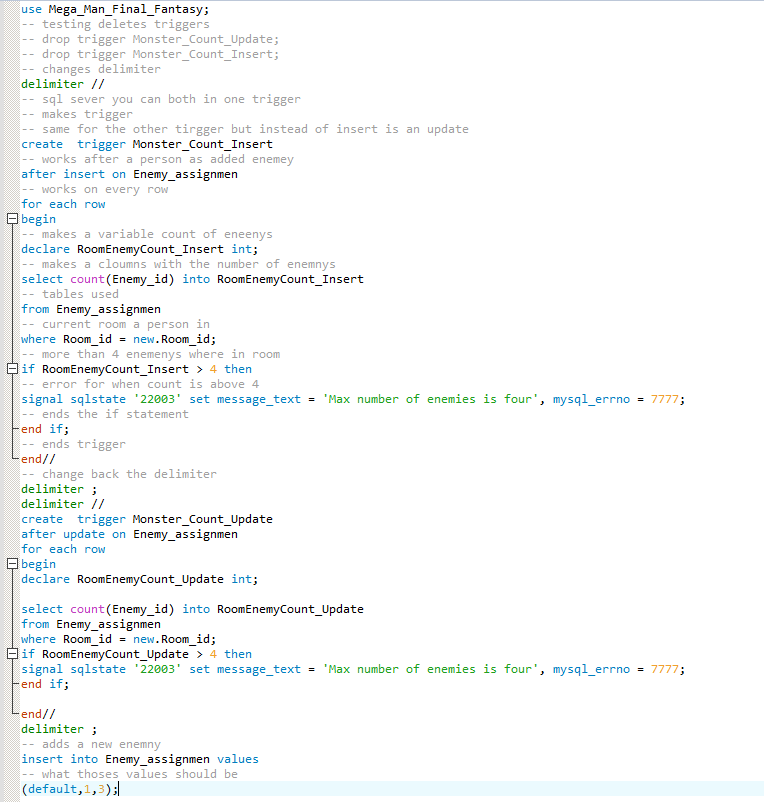 use Mega_Man_Final_Fantasy;
-- testing deletes triggers
-- drop trigger Monster_Count_Update;
-- drop trigger Monster_Count_Insert;
-- changes delimiter
delimiter //
-- sql sever you can both in one trigger
-- makes trigger
-- same for the other tirgger but instead of insert is an update
create  trigger Monster_Count_Insert
-- works after a person as added enemey
after insert on Enemy_assignmen
-- works on every row
for each row
begin
-- makes a variable count of eneenys
declare RoomEnemyCount_Insert int;
-- makes a cloumns with the number of enemnys
select count(Enemy_id) into RoomEnemyCount_Insert
-- tables used
from Enemy_assignmen
-- current room a person in
where Room_id = new.Room_id;
-- more than 4 enemenys where in room
if RoomEnemyCount_Insert > 4 then
-- error for when count is above 4
signal sqlstate '22003' set message_text = 'Max number of enemies is four', mysql_errno = 7777;
-- ends the if statement
end if;
-- ends trigger
end//
-- change back the delimiter
delimiter ;
delimiter //
create  trigger Monster_Count_Update
after update on Enemy_assignmen
for each row
begin
declare RoomEnemyCount_Update int;
select count(Enemy_id) into RoomEnemyCount_Update
from Enemy_assignmen
where Room_id = new.Room_id;
if RoomEnemyCount_Update > 4 then
signal sqlstate '22003' set message_text = 'Max number of enemies is four', mysql_errno = 7777;
end if;
end//
delimiter ;
-- adds a new enemny
insert into Enemy_assignmen values
-- what thoses values should be
(default,1,3);